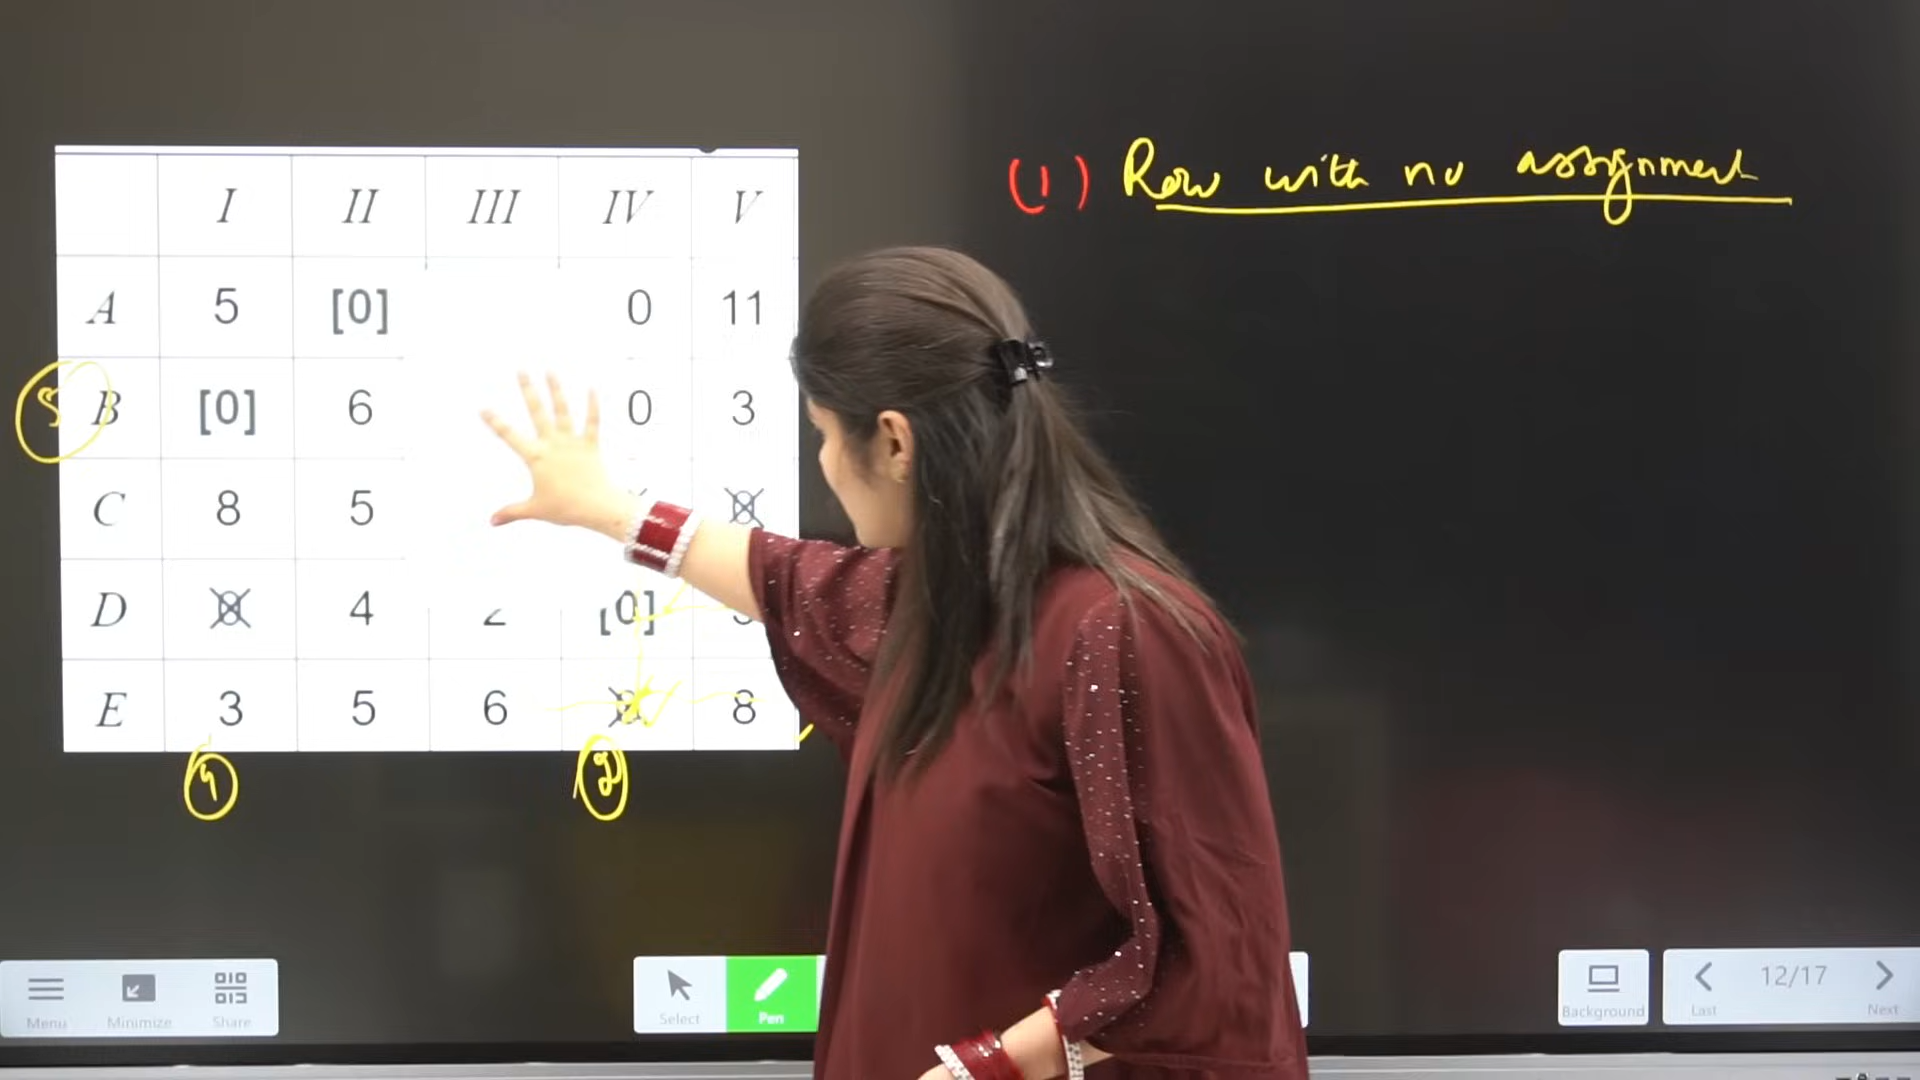 (1) Row with no assignment
I II III IV V
A 5 [0] 0 11
B [0] 6 0 3
C 8 5
D 4 [0]
E 3 5 6 8
Menu Minimize Share Select Pen Background Last 12/17 Next